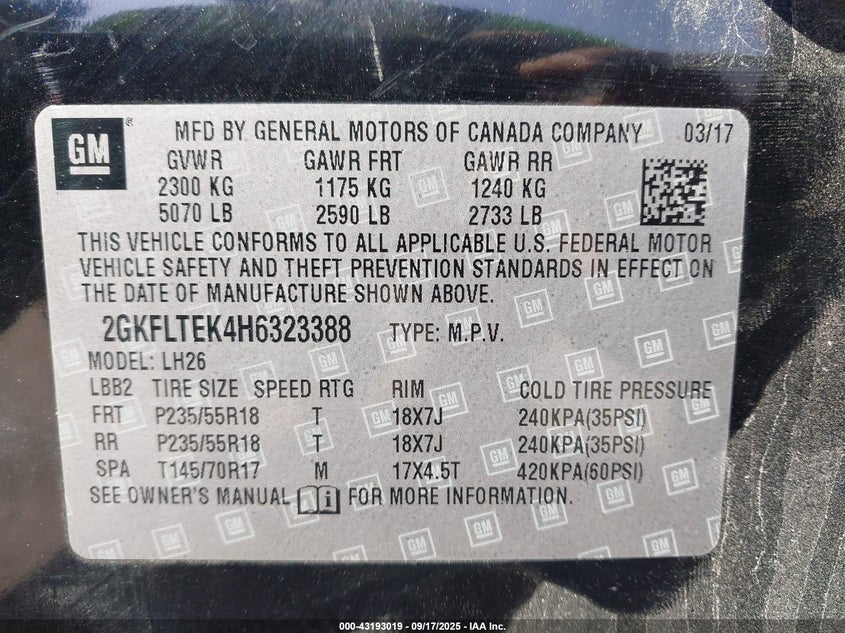 GM
MFD BY GENERAL MOTORS OF CANADA COMPANY 03/17
GVWR GAWR FRT GAWR RR
2300 KG 1175 KG 1240 KG
5070 LB 2590 LB 2733 LB
THIS VEHICLE CONFORMS TO ALL APPLICABLE U.S. FEDERAL MOTOR
VEHICLE SAFETY AND THEFT PREVENTION STANDARDS IN EFFECT ON
THE DATE OF MANUFACTURE SHOWN ABOVE.
2GKFLTEK4H6323388 TYPE: M.P.V.
MODEL: LH26
LBB2 TIRE SIZE SPEED RTG RIM COLD TIRE PRESSURE
FRT P235/55R18 T 18X7J 240KPA(35PSI)
RR P235/55R18 T 18X7J 240KPA(35PSI)
SPA T145/70R17 M 17X4.5T 420KPA(60PSI)
SEE OWNER'S MANUAL FOR MORE INFORMATION.
000-43193019 - 09/17/2025 - IAA Inc.